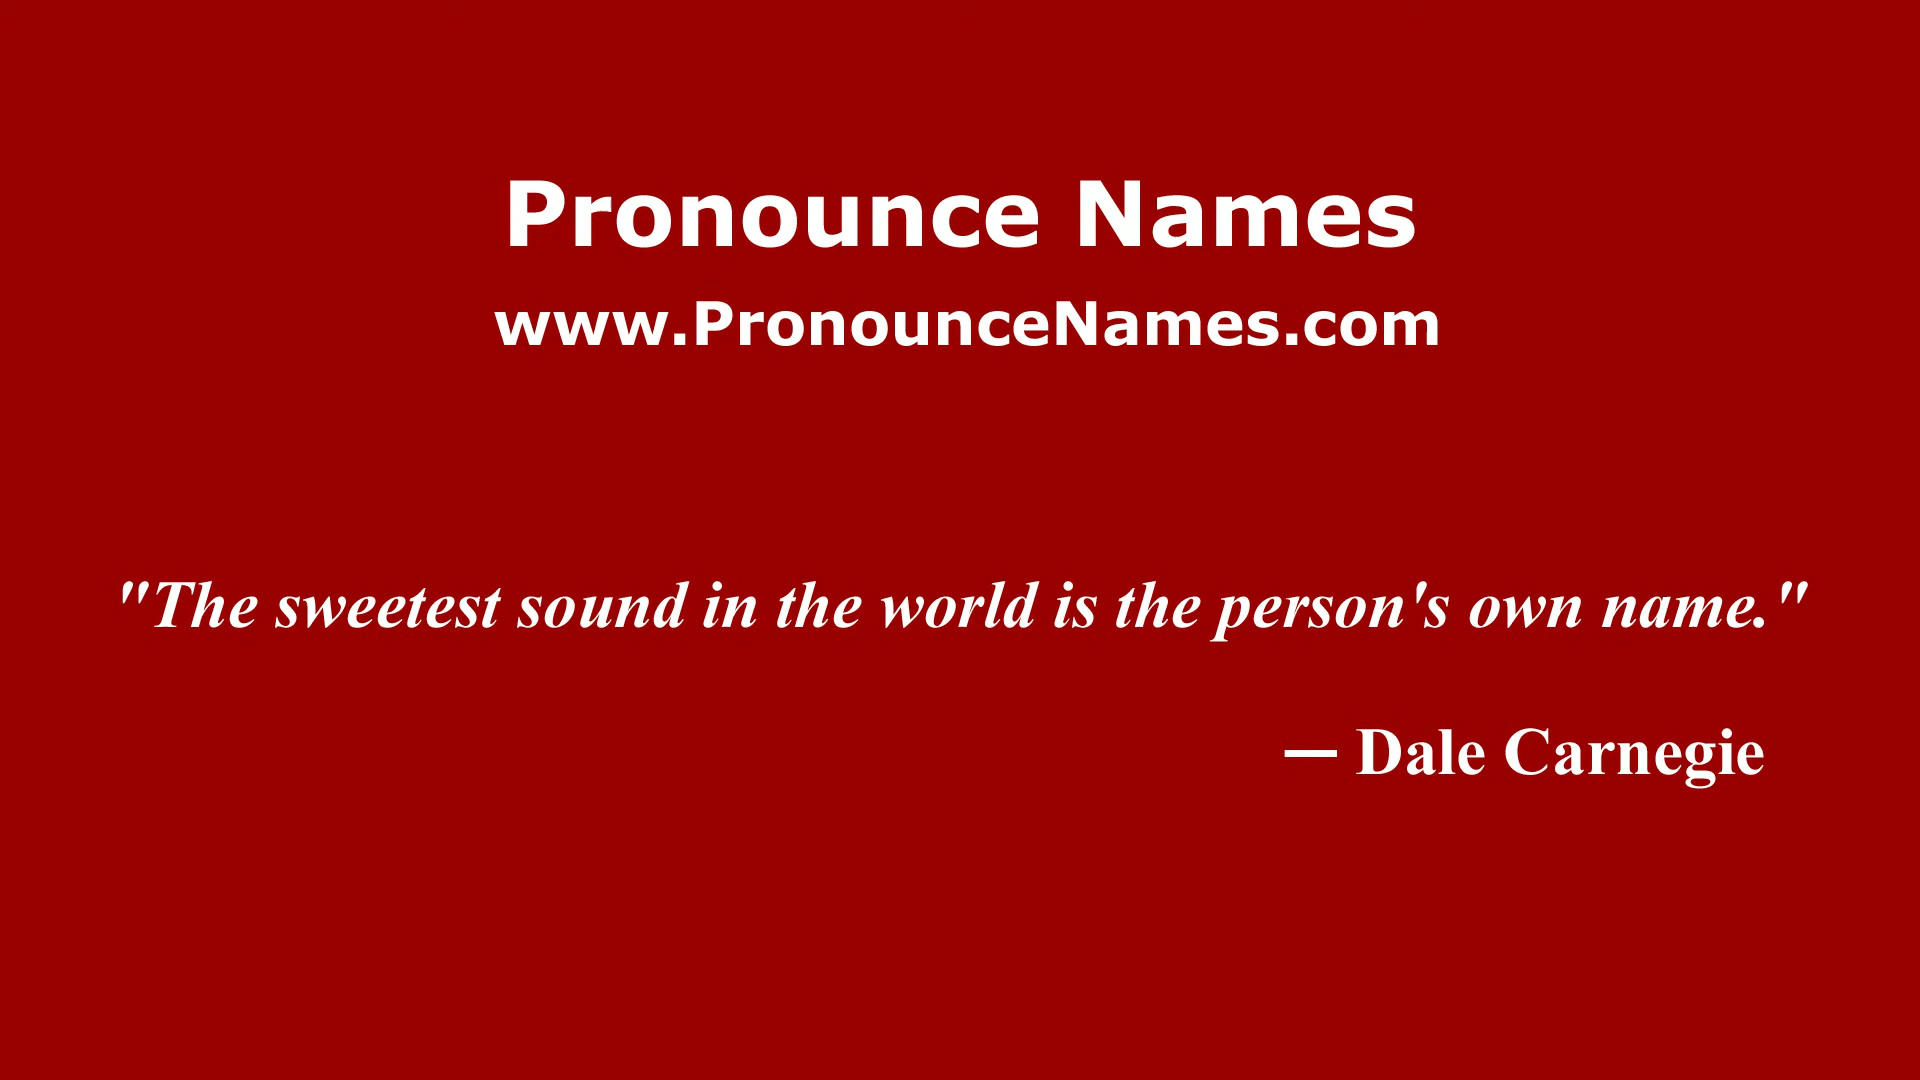 Pronounce Names
www.PronounceNames.com
"The sweetest sound in the world is the person's own name."
— Dale Carnegie